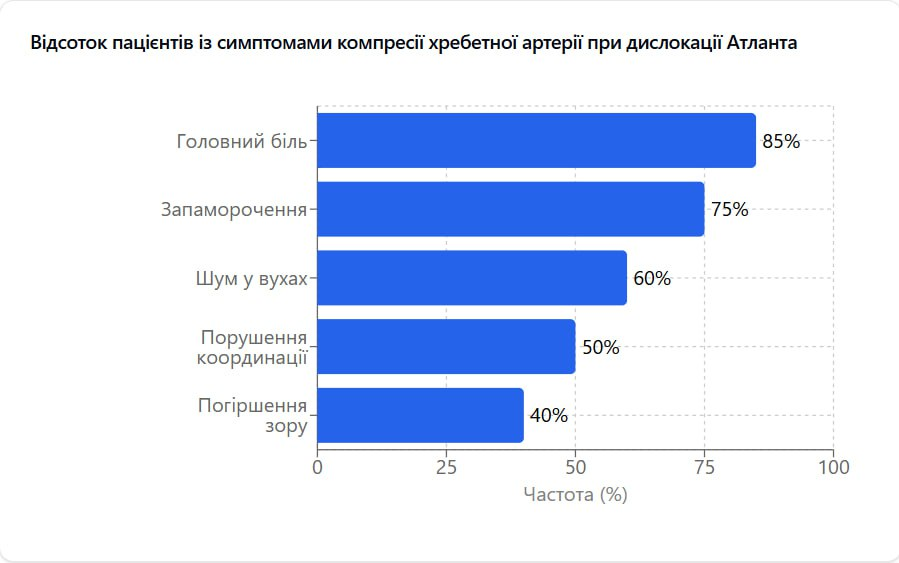 Відсоток пацієнтів із симптомами компресії хребетної артерії при дислокації Атланта
Головний біль
85%
Запаморочення
75%
Шум у вухах
60%
Порушення
координації
50%
Погіршення
зору
40%
0 25 50 75 100
Частота (%)